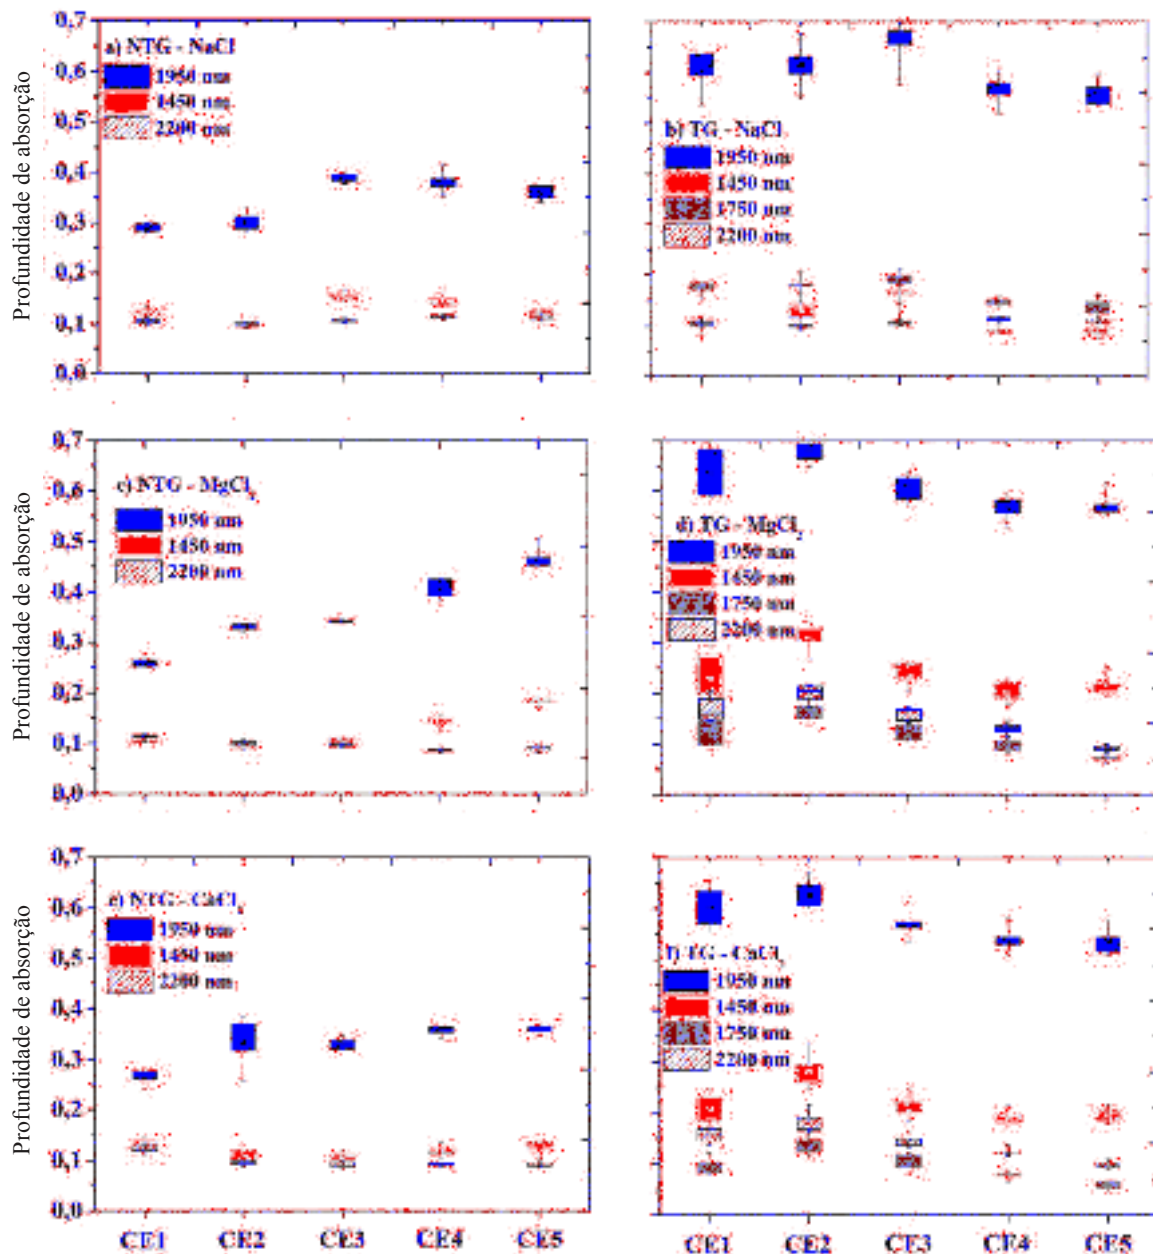 Profundidade de absorção
0,7
0,6
0,5
0,4
0,3
0,2
0,1
0,0
a) NTG - NaCl
1950 nm
1450 nm
2200 nm
b) TG - NaCl
1950 nm
1450 nm
1750 nm
2200 nm
Profundidade de absorção
0,7
0,6
0,5
0,4
0,3
0,2
0,1
0,0
c) NTG - MgCl2
1950 nm
1450 nm
2200 nm
d) TG - MgCl2
1950 nm
1450 nm
1750 nm
2200 nm
Profundidade de absorção
0,7
0,6
0,5
0,4
0,3
0,2
0,1
0,0
e) NTG - CaCl2
1950 nm
1450 nm
2200 nm
f) TG - CaCl2
1950 nm
1450 nm
1750 nm
2200 nm
CE1 CE2 CE3 CE4 CE5
CE1 CE2 CE3 CE4 CE5